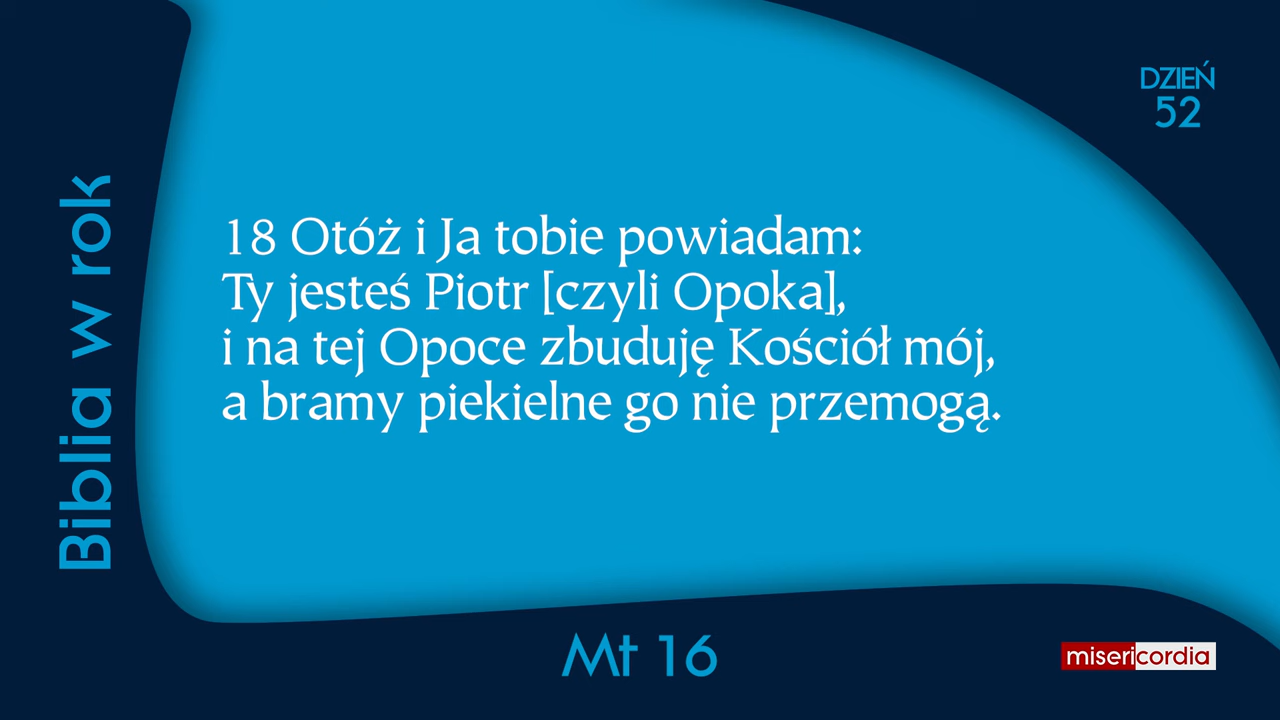 DZIEŃ
52
Biblia w rok
18 Otóż i Ja tobie powiadam:
Ty jesteś Piotr [czyli Opoka],
i na tej Opoce zbuduję Kościół mój,
a bramy piekielne go nie przemogą.
Mt 16
misericordia